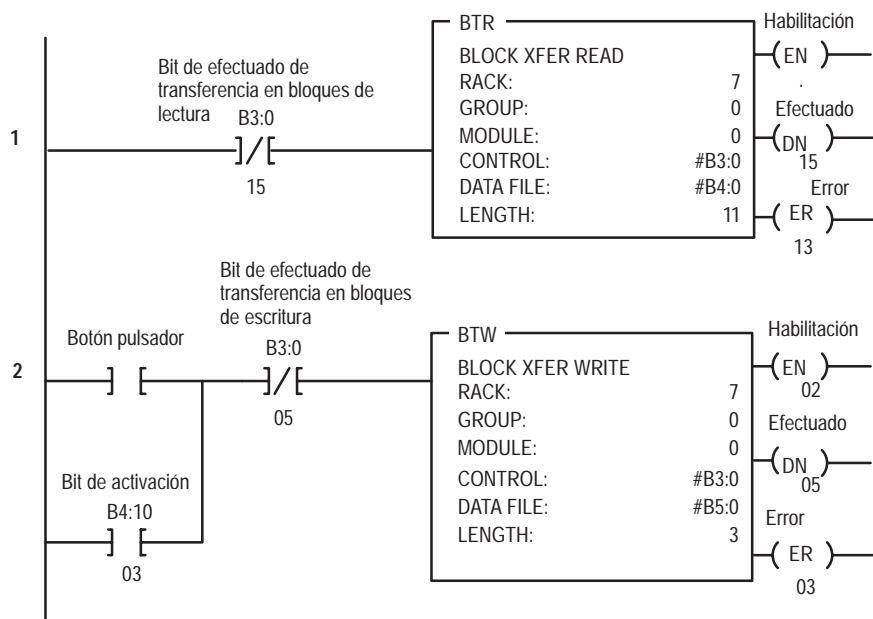 1
Bit de efectuado de
transferencia en bloques de
lectura
B3:0
15
BTR
BLOCK XFER READ
RACK: 7
GROUP: 0
MODULE: 0
CONTROL: #B3:0
DATA FILE: #B4:0
LENGTH: 11
Habilitación
EN
Efectuado
DN
15
Error
ER
13
2
Botón pulsador
Bit de efectuado de
transferencia en bloques
de escritura
B3:0
05
Bit de activación
B4:10
03
BTW
BLOCK XFER WRITE
RACK: 7
GROUP: 0
MODULE: 0
CONTROL: #B3:0
DATA FILE: #B5:0
LENGTH: 3
Habilitación
EN
02
Efectuado
DN
05
Error
ER
03